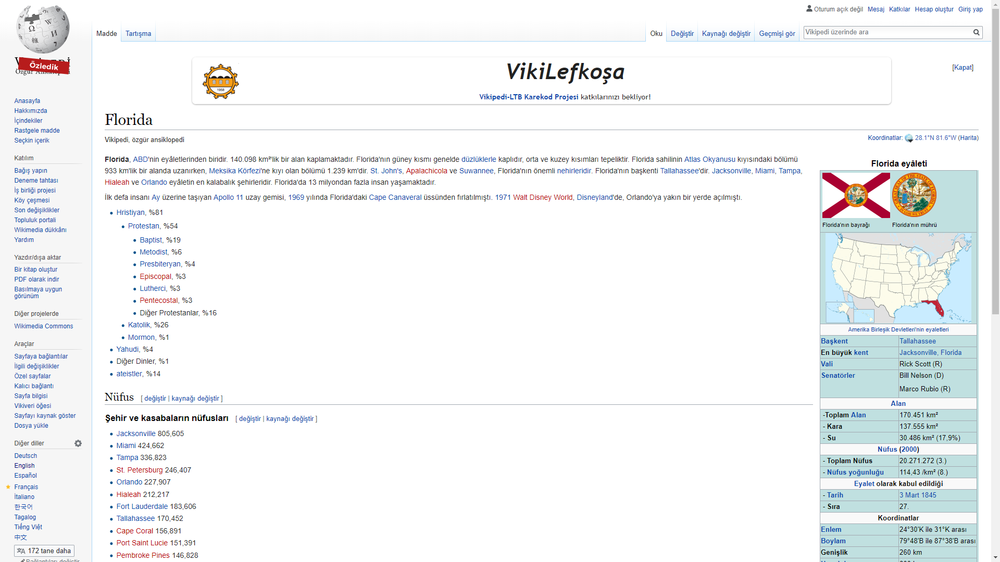 Oturum açık değil Mesaj Katkılar Hesap oluştur Giriş yap
Madde Tartışma
Oku Değiştir Kaynağı değiştir Geçmişi gör
Vikipedi üzerinde ara
Özledik
Özgür Ansiklopedi
Anasayfa
Hakkımızda
İçindekiler
Rastgele madde
Seçkin içerik
Katılım
Bağış yapın
Deneme tahtası
İş birliği projesi
Köy çeşmesi
Son değişiklikler
Topluluk portali
Wikimedia dükkânı
Yardım
Yazdır/dışa aktar
Bir kitap oluştur
PDF olarak indir
Basılmaya uygun
görünüm
Diğer projelerde
Wikimedia Commons
Araçlar
Sayfaya bağlantılar
İlgili değişiklikler
Özel sayfalar
Kalıcı bağlantı
Sayfa bilgisi
Vikiveri öğesi
Sayfayı kaynak göster
Dosya yükle
Diğer diller
Deutsch
English
Español
Français
İtaliano
한국어
Tagalog
Tiếng Việt
中文
172 tane daha
Bağlantıları değiştir
1958
VikiLefkoşa
Vikipedi-LTB Karekod Projesi katkılarınızı bekliyor!
[Kapat]
Florida
Vikipedi, özgür ansiklopedi
Koordinatlar: 28.1°N 81.6°W (Harita)
Florida, ABD'nin eyâletlerinden biridir. 140.098 km²'lik bir alan kaplamaktadır. Florida'nın güney kısmı genelde düzlüklerle kaplıdır, orta ve kuzey kısımları tepeliktir. Florida sahilinin Atlas Okyanusu kıyısındaki bölümü
933 km'lik bir alanda uzanırken, Meksika Körfezi'ne kıyı olan bölümü 1.239 km'dir. St. John's, Apalachicola ve Suwannee, Florida'nın önemli nehirleridir. Florida'nın başkenti Tallahassee'dir. Jacksonville, Miami, Tampa,
Hialeah ve Orlando eyâletin en kalabalık şehirleridir. Florida'da 13 milyondan fazla insan yaşamaktadır.
İlk defa insanı Ay üzerine taşıyan Apollo 11 uzay gemisi, 1969 yılında Florida'daki Cape Canaveral üssünden fırlatılmıştı. 1971 Walt Disney World, Disneyland'de, Orlando'ya yakın bir yerde açılmıştı.
Hristiyan, %81
Protestan, %54
Baptist, %19
Metodist, %6
Presbiteryan, %4
Episcopal, %3
Lutherci, %3
Pentecostal, %3
Diğer Protestanlar, %16
Katolik, %26
Mormon, %1
Yahudi, %4
Diğer Dinler, %1
ateistler, %14
Nüfus [ değiştir | kaynağı değiştir ]
Şehir ve kasabaların nüfusları [ değiştir | kaynağı değiştir ]
Jacksonville 805,605
Miami 424,662
Tampa 336,823
St. Petersburg 246,407
Orlando 227,907
Hialeah 212,217
Fort Lauderdale 183,606
Tallahassee 170,452
Cape Coral 156,891
Port Saint Lucie 151,391
Pembroke Pines 146,828
Florida eyâleti
GREAT SEAL OF THE STATE OF FLORIDA
IN GOD WE TRUST
Florida'nın bayrağı Florida'nın mührü
Amerika Birleşik Devletleri'nin eyaletleri
Başkent Tallahassee
En büyük kent Jacksonville, Florida
Vali Rick Scott (R)
Senatörler Bill Nelson (D)
Marco Rubio (R)
Alan
-Toplam Alan 170.451 km²
- Kara 137.555 km²
- Su 30.486 km² (17,9%)
Nüfus (2000)
- Toplam Nüfus 20.271.272 (3.)
- Nüfus yoğunluğu 114,43 /km² (8.)
Eyalet olarak kabul edildiği
- Tarih 3 Mart 1845
- Sıra 27.
Koordinatlar
Enlem 24°30'K ile 31°K arası
Boylam 79°48'B ile 87°38'B arası
Genişlik 260 km